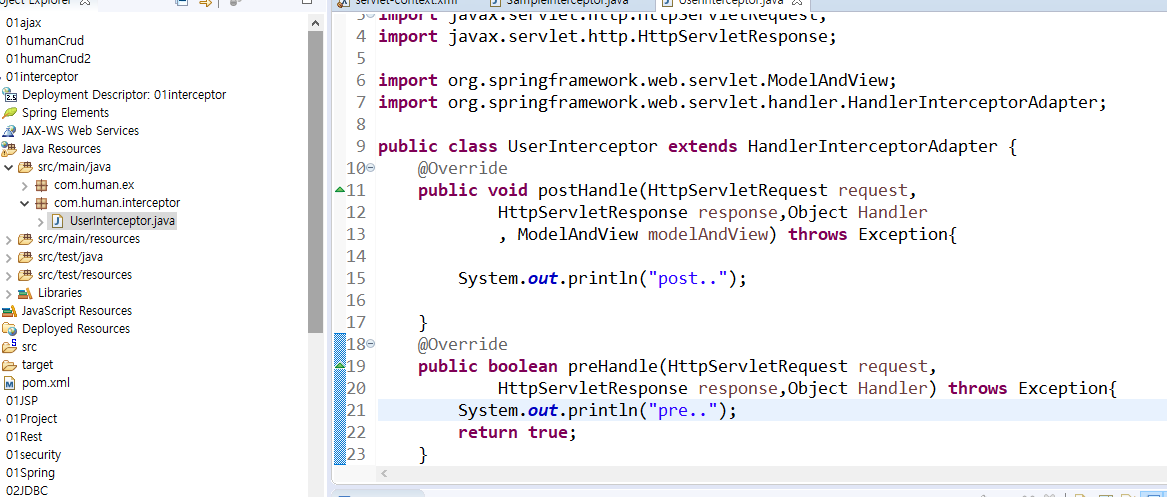 oject Explorer
01ajax
01humanCrud
01humanCrud2
01interceptor
Deployment Descriptor: 01interceptor
Spring Elements
JAX-WS Web Services
Java Resources
src/main/java
com.human.ex
com.human.interceptor
UserInterceptor.java
src/main/resources
src/test/java
src/test/resources
Libraries
JavaScript Resources
Deployed Resources
src
target
pom.xml
01JSP
01Project
01Rest
01security
01Spring
02JDBC
servlet-context.xml SampleInterceptor.java UserInterceptor.java
3 import javax.servlet.http.HttpServletRequest;
4 import javax.servlet.http.HttpServletResponse;
5
6 import org.springframework.web.servlet.ModelAndView;
7 import org.springframework.web.servlet.handler.HandlerInterceptorAdapter;
8
9 public class UserInterceptor extends HandlerInterceptorAdapter {
10 @Override
11 public void postHandle(HttpServletRequest request,
12 HttpServletResponse response,Object Handler
13 , ModelAndView modelAndView) throws Exception{
14
15 System.out.println("post..");
16
17 }
18 @Override
19 public boolean preHandle(HttpServletRequest request,
20 HttpServletResponse response,Object Handler) throws Exception{
21 System.out.println("pre..");
22 return true;
23 }